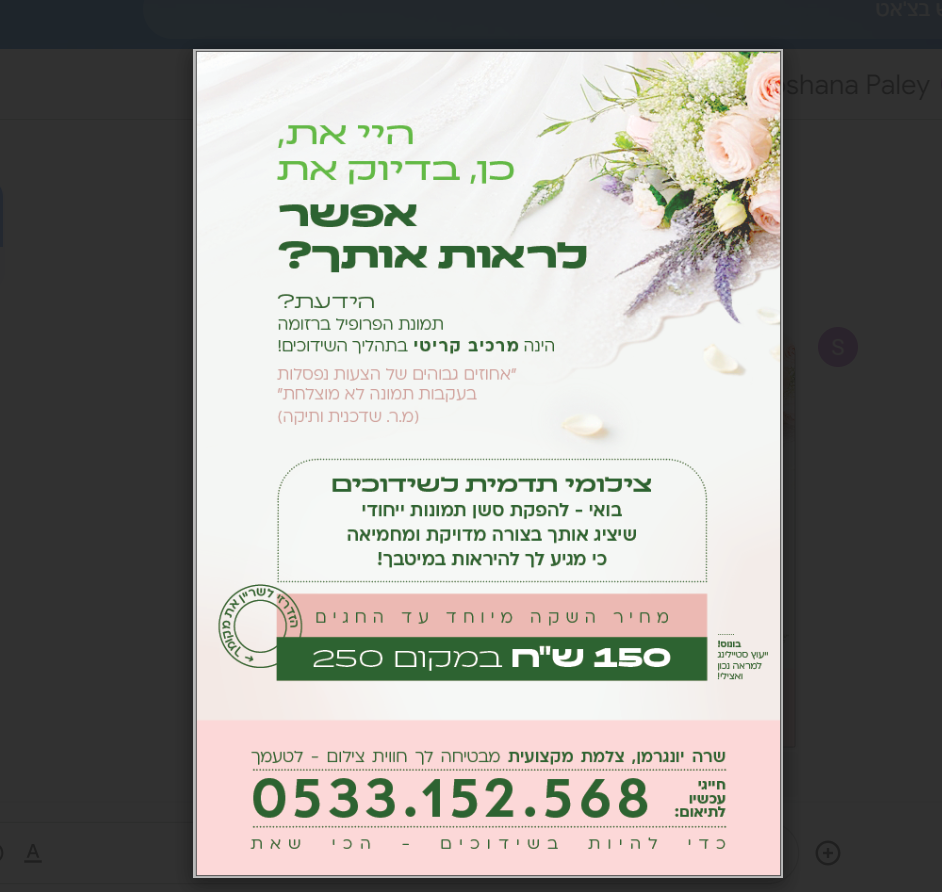 י בצ'אט
oshana Paley
היי את,
כן, בדיוק את
אפשר
לראות אותך?
הידעת?
תמונת הפרופיל ברזומה
הינה מרכיב קריטי בתהליך השידוכים!
"אחוזים גבוהים של הצעות נפסלות
בעקבות תמונה לא מוצלחת"
(מ.ר. שדכנית ותיקה)
S
צילומי תדמית לשידוכים
בואי - להפקת סשן תמונות ייחודי
שיציג אותך בצורה מדויקת ומחמיאה
כי מגיע לך להיראות במיטבך!
הזדרזי לשריין את מקומך
מחיר השקה מיוחד עד החגים
150 ש"ח במקום 250
בונוס!
ייעוץ סטיילינג
למראה נכון
ואצילי!
שרה יונגרמן, צלמת מקצועית מבטיחה לך חווית צילום - לטעמך
חייגי
עכשיו
לתיאום:
0533.152.568
כדי להיות בשידוכים - הכי שאת
A